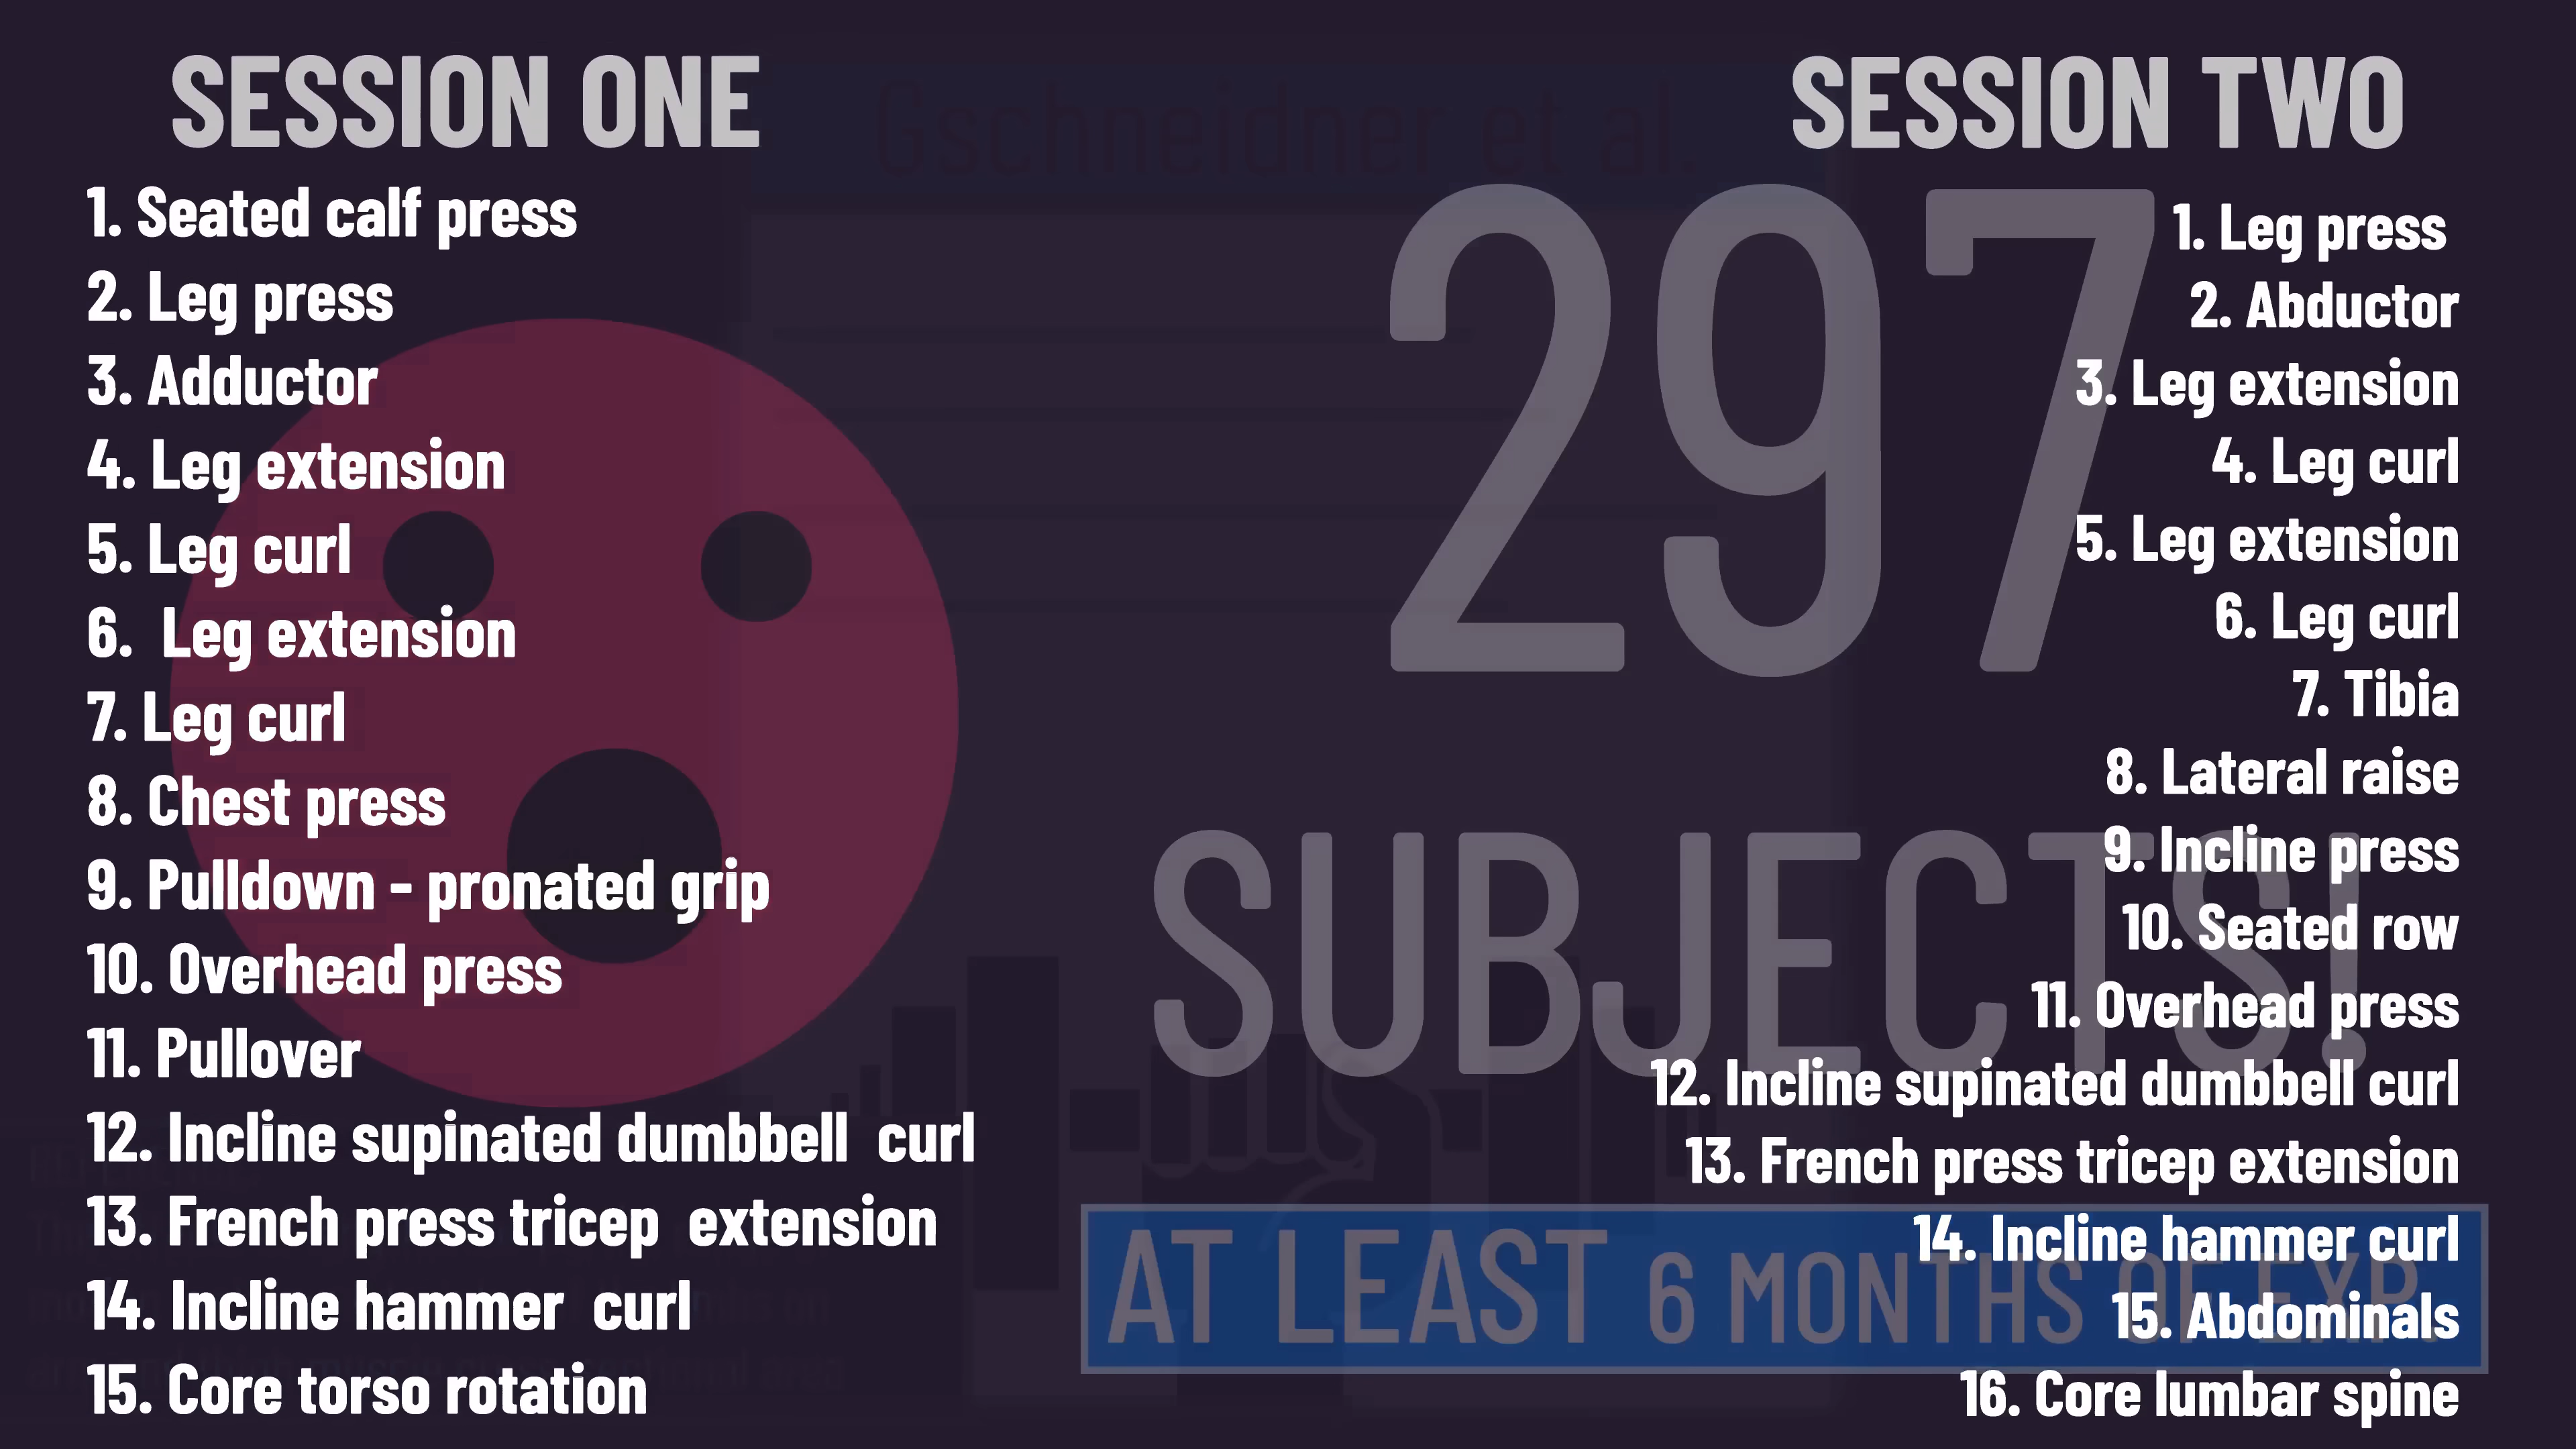 SESSION ONE
1. Seated calf press
2. Leg press
3. Adductor
4. Leg extension
5. Leg curl
6. Leg extension
7. Leg curl
8. Chest press
9. Pulldown - pronated grip
10. Overhead press
11. Pullover
12. Incline supinated dumbbell curl
13. French press tricep extension
14. Incline hammer curl
15. Core torso rotation
Gschneidner et al.
297
SUBJECTS!
AT LEAST 6 MONTHS OF EXP.
SESSION TWO
1. Leg press
2. Abductor
3. Leg extension
4. Leg curl
5. Leg extension
6. Leg curl
7. Tibia
8. Lateral raise
9. Incline press
10. Seated row
11. Overhead press
12. Incline supinated dumbbell curl
13. French press tricep extension
14. Incline hammer curl
15. Abdominals
16. Core lumbar spine